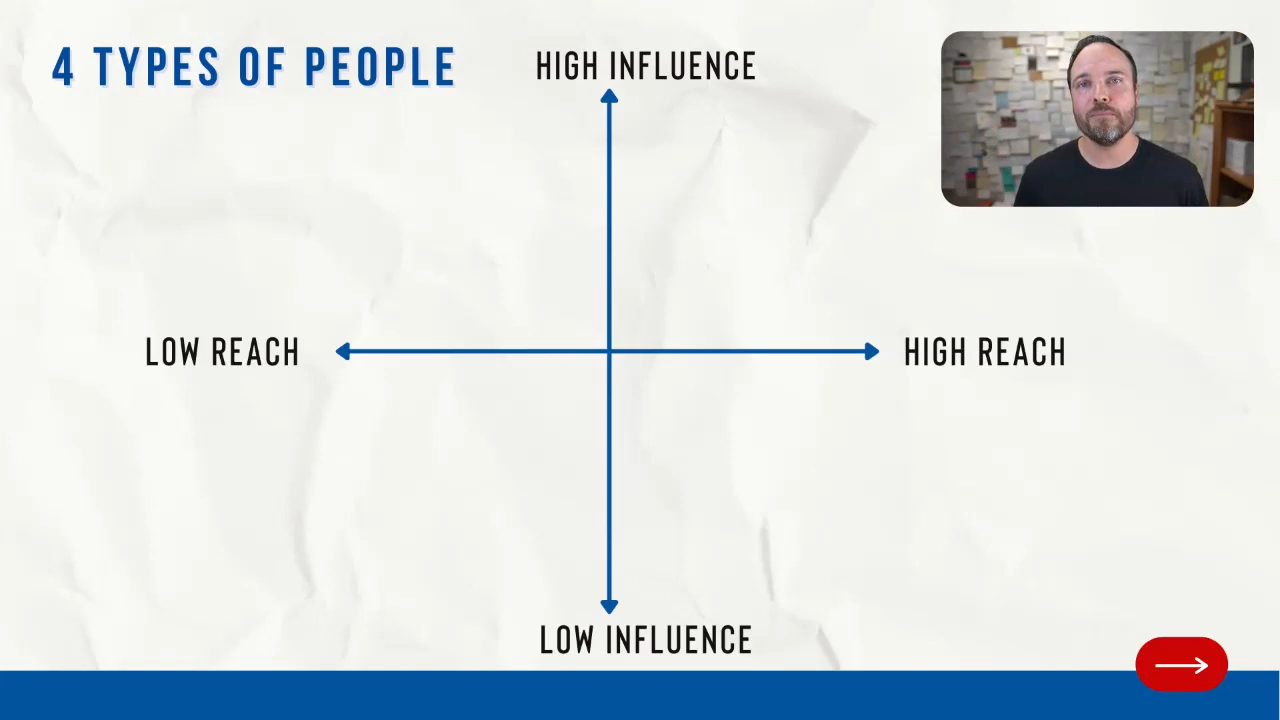 4 TYPES OF PEOPLE
HIGH INFLUENCE
LOW REACH
HIGH REACH
LOW INFLUENCE